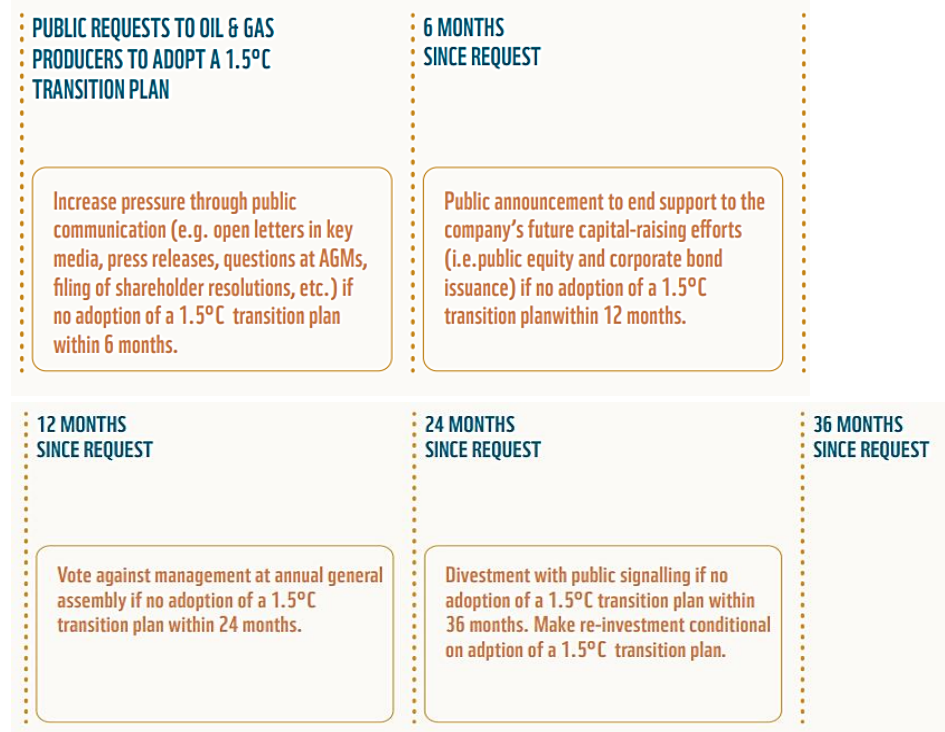 PUBLIC REQUESTS TO OIL & GAS
PRODUCERS TO ADOPT A 1.5ºC
TRANSITION PLAN
6 MONTHS
SINCE REQUEST
Increase pressure through public
communication (e.g. open letters in key
media, press releases, questions at AGMs,
filing of shareholder resolutions, etc.) if
no adoption of a 1.5ºC transition plan
within 6 months.
Public announcement to end support to the
company's future capital-raising efforts
(i.e.public equity and corporate bond
issuance) if no adoption of a 1.5ºC
transition planwithin 12 months.
12 MONTHS
SINCE REQUEST
24 MONTHS
SINCE REQUEST
36 MONTHS
SINCE REQUEST
Vote against management at annual general
assembly if no adoption of a 1.5ºC
transition plan within 24 months.
Divestment with public signalling if no
adoption of a 1.5ºC transition plan within
36 months. Make re-investment conditional
on adption of a 1.5ºC transition plan.